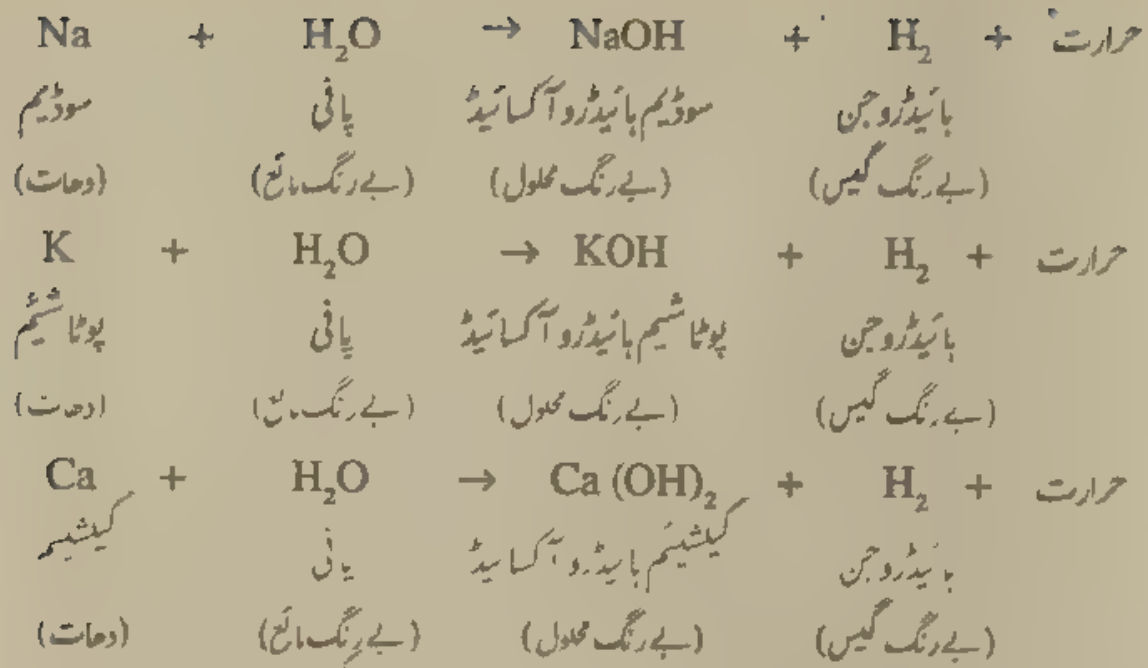 Na + H₂O → NaOH + H₂ + حرارت
سوڈیم پانی سوڈیم ہائیڈرو آکسائیڈ ہائیڈروجن
(دھات) (بے رنگ مائع) (بے رنگ محلول) (بے رنگ گیس)
K + H₂O → KOH + H₂ + حرارت
پوٹاشیئم پانی پوٹاشیم ہائیڈرو آکسائیڈ ہائیڈروجن
(دھات) (بے رنگ مائع) (بے رنگ محلول) (بے رنگ گیس)
Ca + H₂O → Ca (OH)₂ + H₂ + حرارت
کیلشیم پانی کیلشیئم ہائیڈرو آکسائیڈ ہائیڈروجن
(دھات) (بے رنگ مائع) (بے رنگ محلول) (بے رنگ گیس)